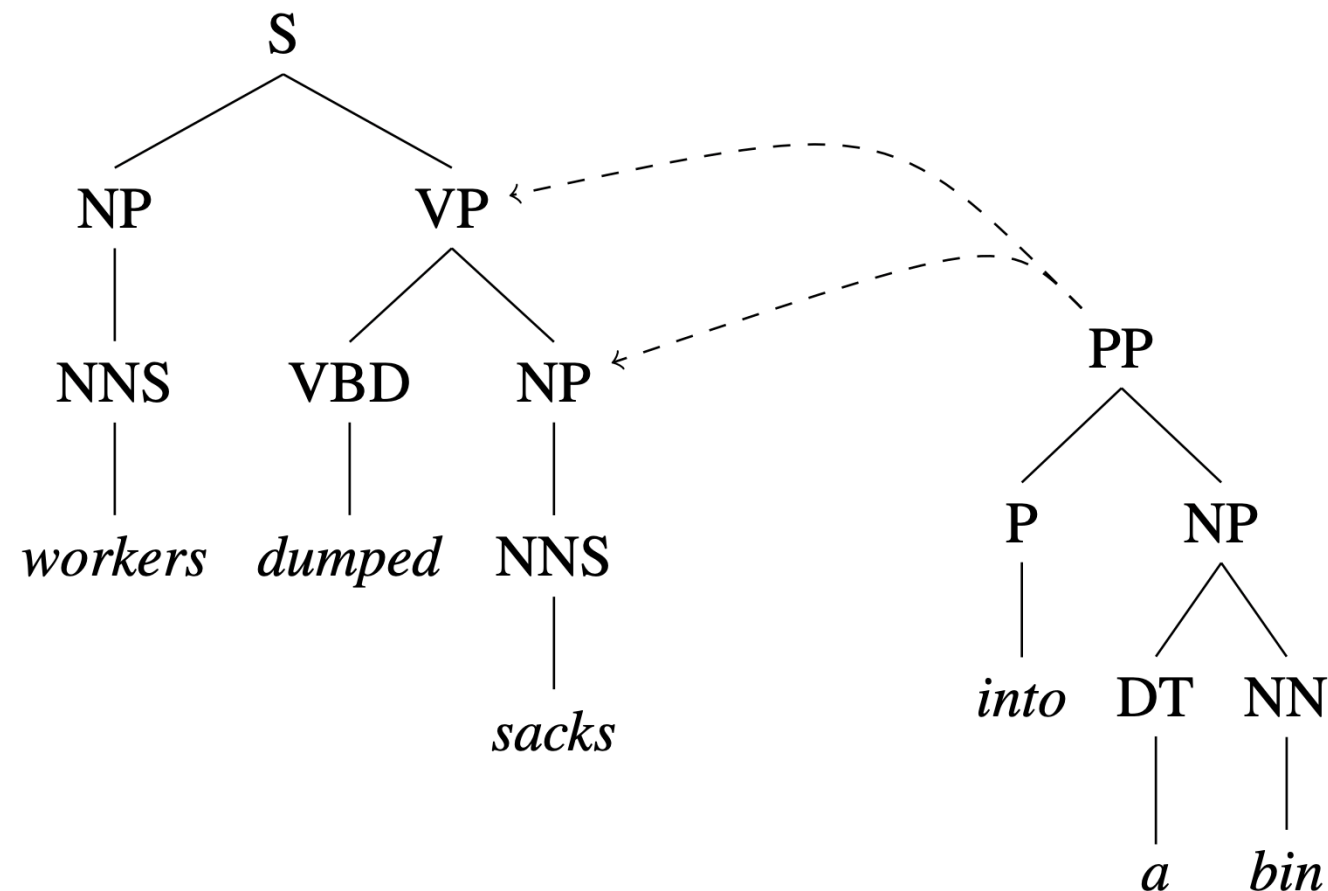 S
NP VP
PP
NNS VBD NP
P NP
workers dumped NNS
into DT NN
sacks
a bin